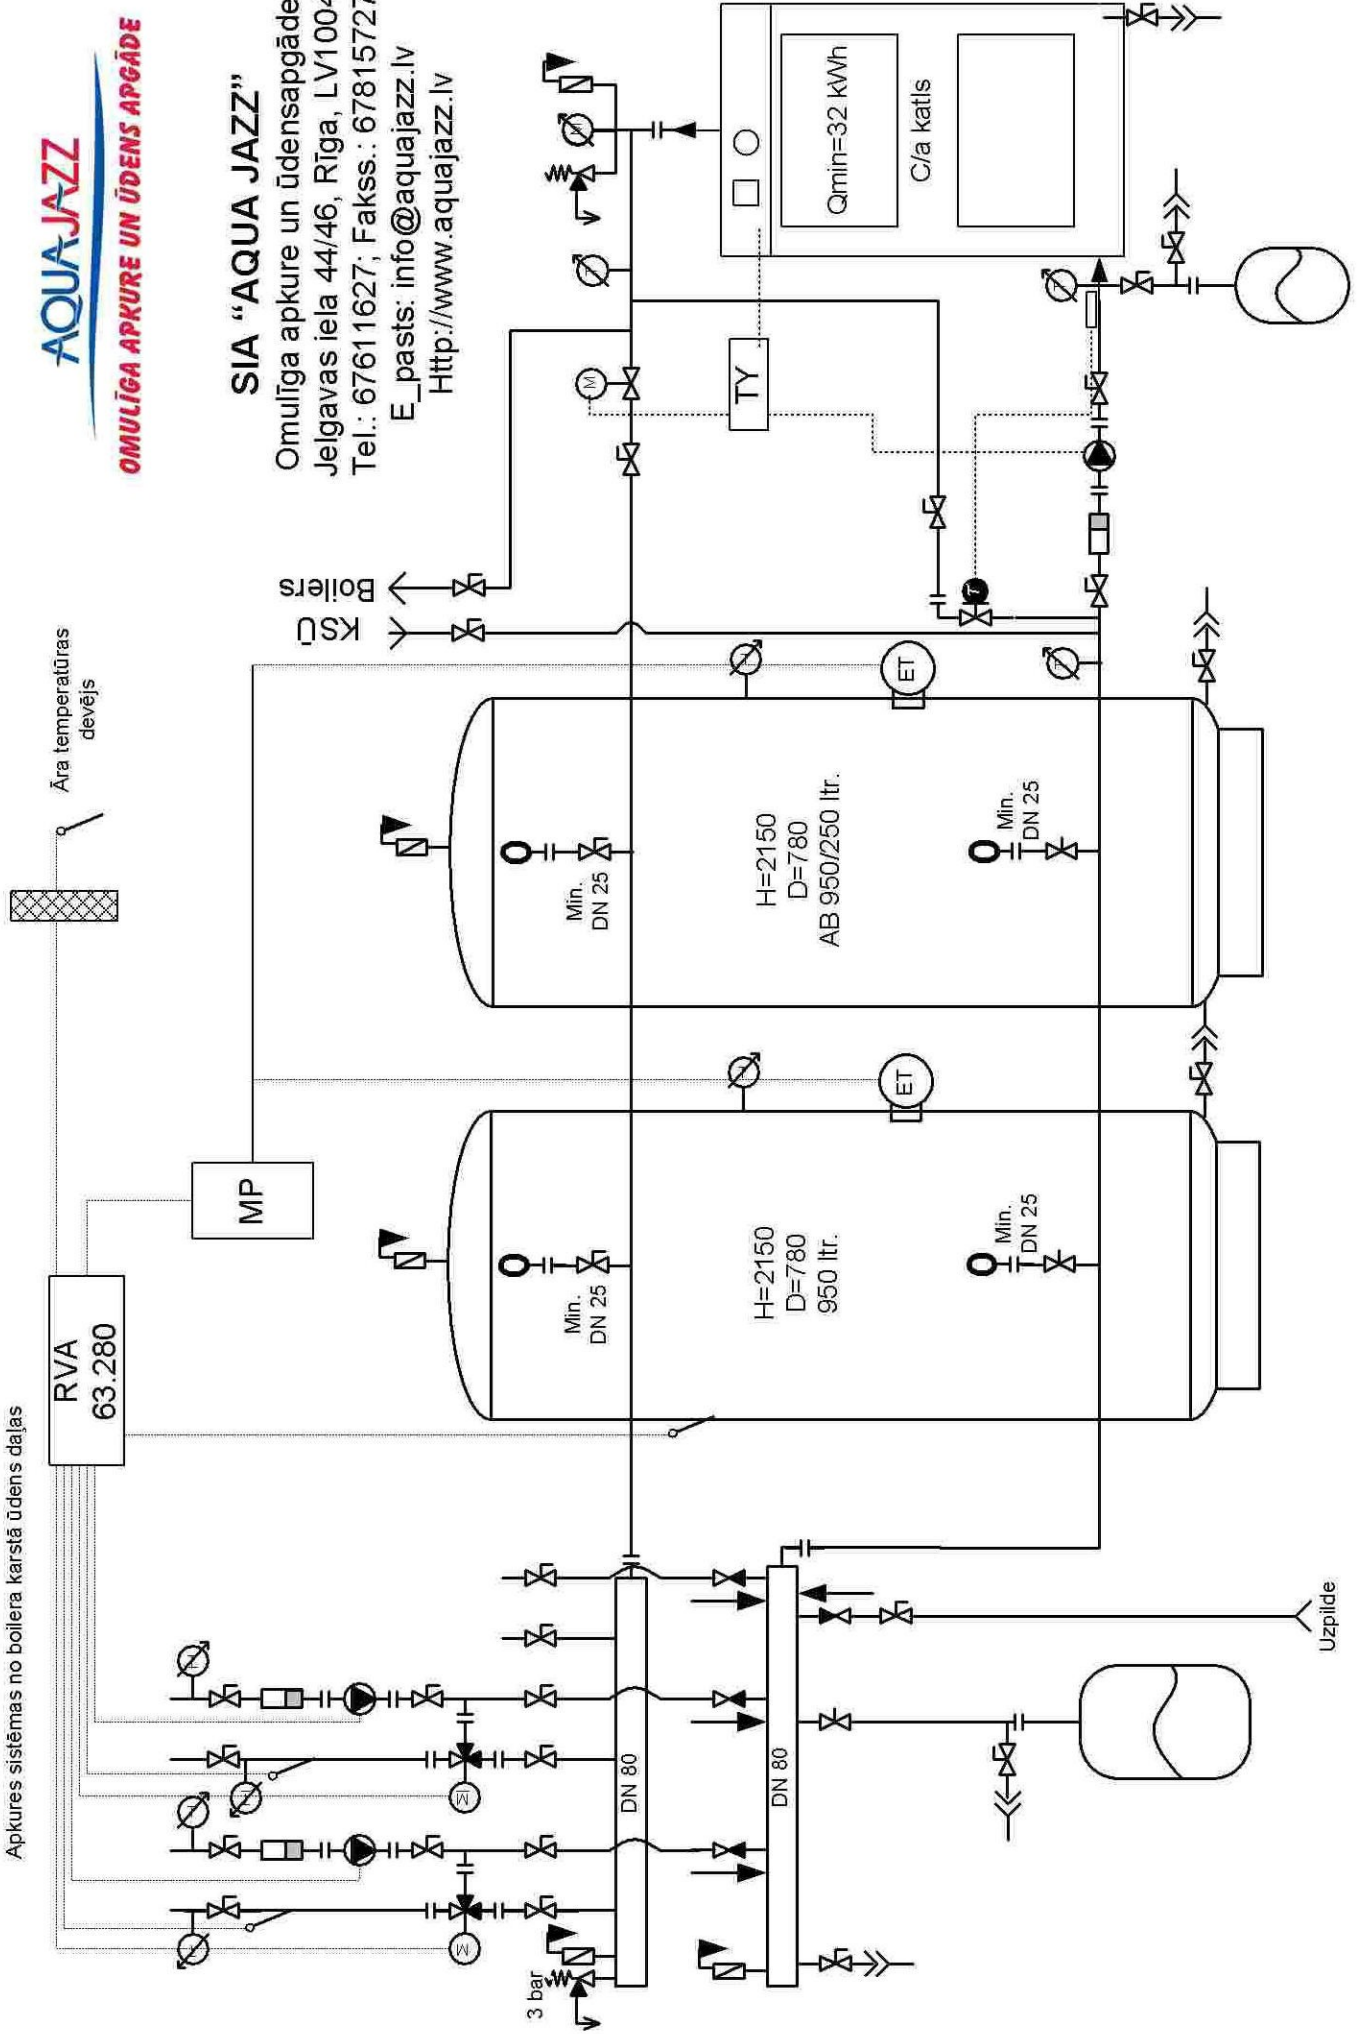 AQUAJAZZ
OMULĪGA APKURE UN ŪDENS APGĀDE
SIA “AQUA JAZZ”
Omulīga apkure un ūdensapgāde
Jelgavas iela 44/46, Rīga, LV1004
Tel.: 67611627; Fakss.: 67815727
E_pasts: info@aquajazz.lv
Http://www.aquajazz.lv
Apkures sistēmas no boilera karstā ūdens daļas
Āra temperatūras
devējs
RVA
63.280
MP
KSŪ
Boilers
M
M
T
TY
Qmin=32 kWh
C/a katls
T
T
T
T
T
ET
ET
Min.
DN 25
Min.
DN 25
H=2150
D=780
950 ltr.
H=2150
D=780
AB 950/250 ltr.
Min.
DN 25
Min.
DN 25
T
T
T
T
M
M
3 bar
DN 80
DN 80
Uzpilde